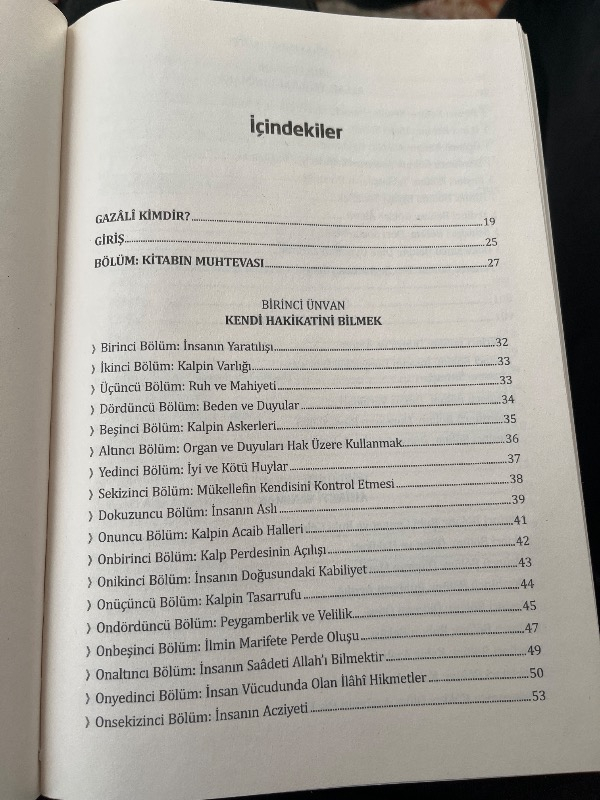 İçindekiler
GAZÂLÎ KİMDİR?.......19
GİRİŞ.......25
BÖLÜM: KİTABIN MUHTEVASI.......27
BİRİNCİ ÜNVAN
KENDİ HAKİKATİNİ BİLMEK
⟩ Birinci Bölüm: İnsanın Yaratılışı.......32
⟩ İkinci Bölüm: Kalpin Varlığı.......33
⟩ Üçüncü Bölüm: Ruh ve Mahiyeti.......33
⟩ Dördüncü Bölüm: Beden ve Duyular.......34
⟩ Beşinci Bölüm: Kalpin Askerleri.......35
⟩ Altıncı Bölüm: Organ ve Duyuları Hak Üzere Kullanmak.......36
⟩ Yedinci Bölüm: İyi ve Kötü Huylar.......37
⟩ Sekizinci Bölüm: Mükellefin Kendisini Kontrol Etmesi.......38
⟩ Dokuzuncu Bölüm: İnsanın Aslı.......39
⟩ Onuncu Bölüm: Kalpin Acaib Halleri.......41
⟩ Onbirinci Bölüm: Kalp Perdesinin Açılışı.......42
⟩ Onikinci Bölüm: İnsanın Doğusundaki Kabiliyet.......43
⟩ Onüçüncü Bölüm: Kalpin Tasarrufu.......44
⟩ Ondördüncü Bölüm: Peygamberlik ve Velilik.......45
⟩ Onbeşinci Bölüm: İlmin Marifete Perde Oluşu.......47
⟩ Onaltıncı Bölüm: İnsanın Saâdeti Allah'ı Bilmektir.......49
⟩ Onyedinci Bölüm: İnsan Vücudunda Olan İlâhî Hikmetler.......50
⟩ Onsekizinci Bölüm: İnsanın Acziyeti.......53